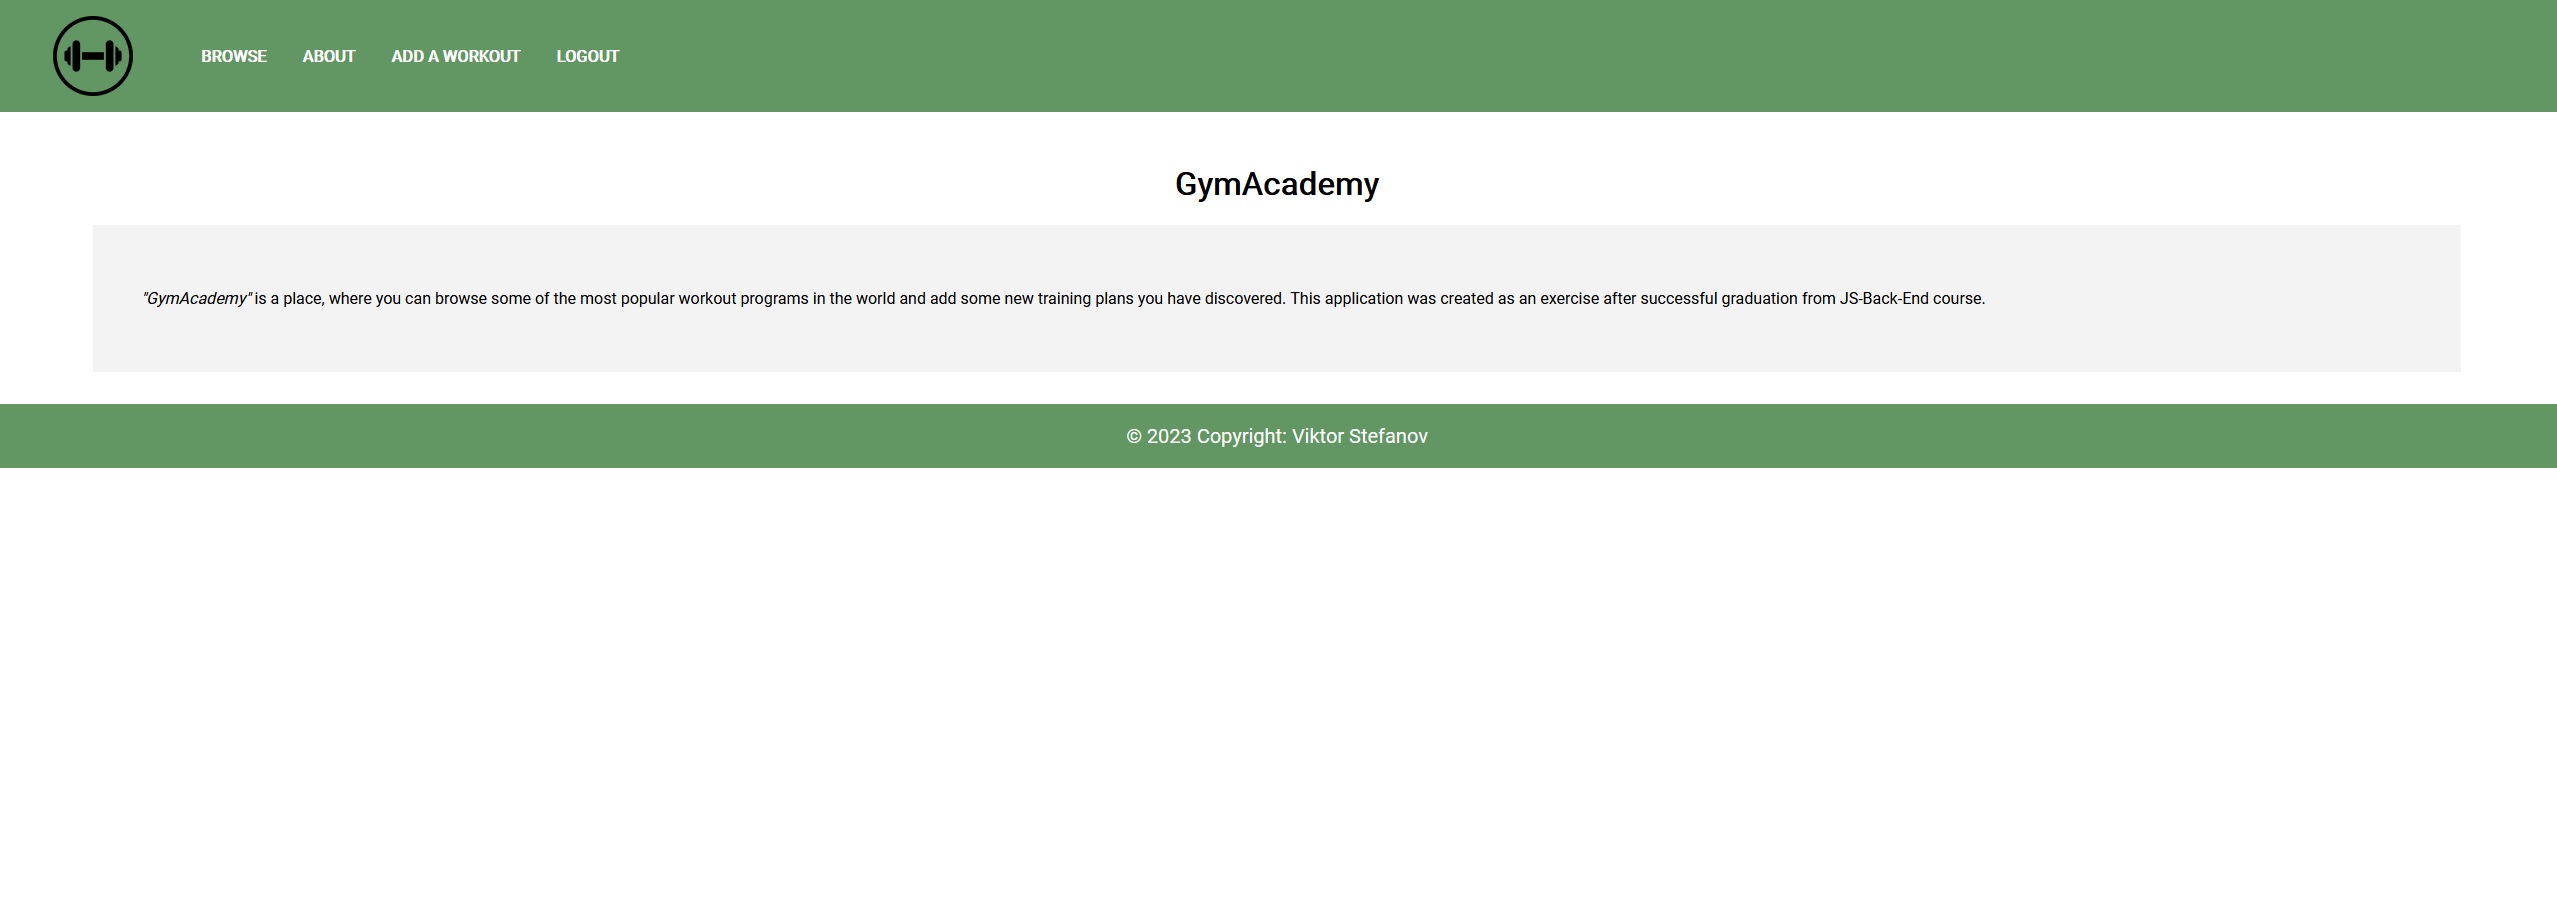 BROWSE ABOUT ADD A WORKOUT LOGOUT
GymAcademy
"GymAcademy" is a place, where you can browse some of the most popular workout programs in the world and add some new training plans you have discovered. This application was created as an exercise after successful graduation from JS-Back-End course.
© 2023 Copyright: Viktor Stefanov